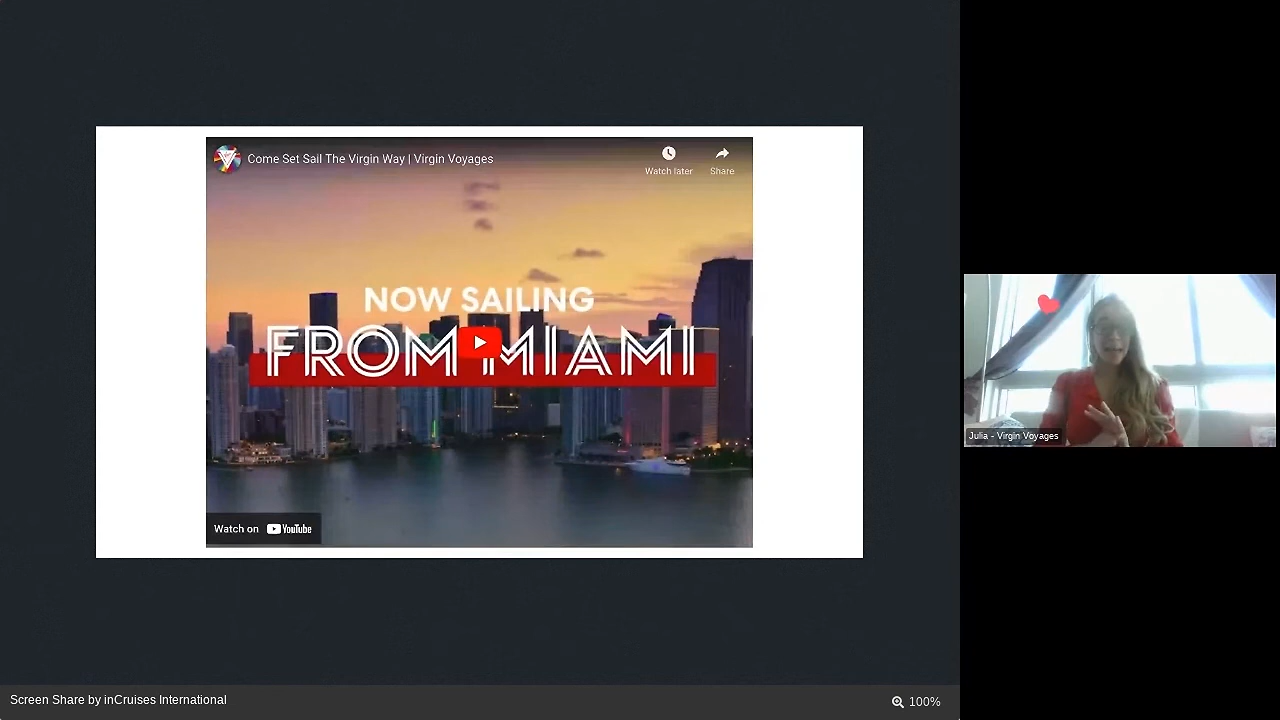 Come Set Sail The Virgin Way | Virgin Voyages
Watch later
Share
NOW SAILING
FROM MIAMI
Watch on YouTube
Julia - Virgin Voyages
Screen Share by inCruises International
100%